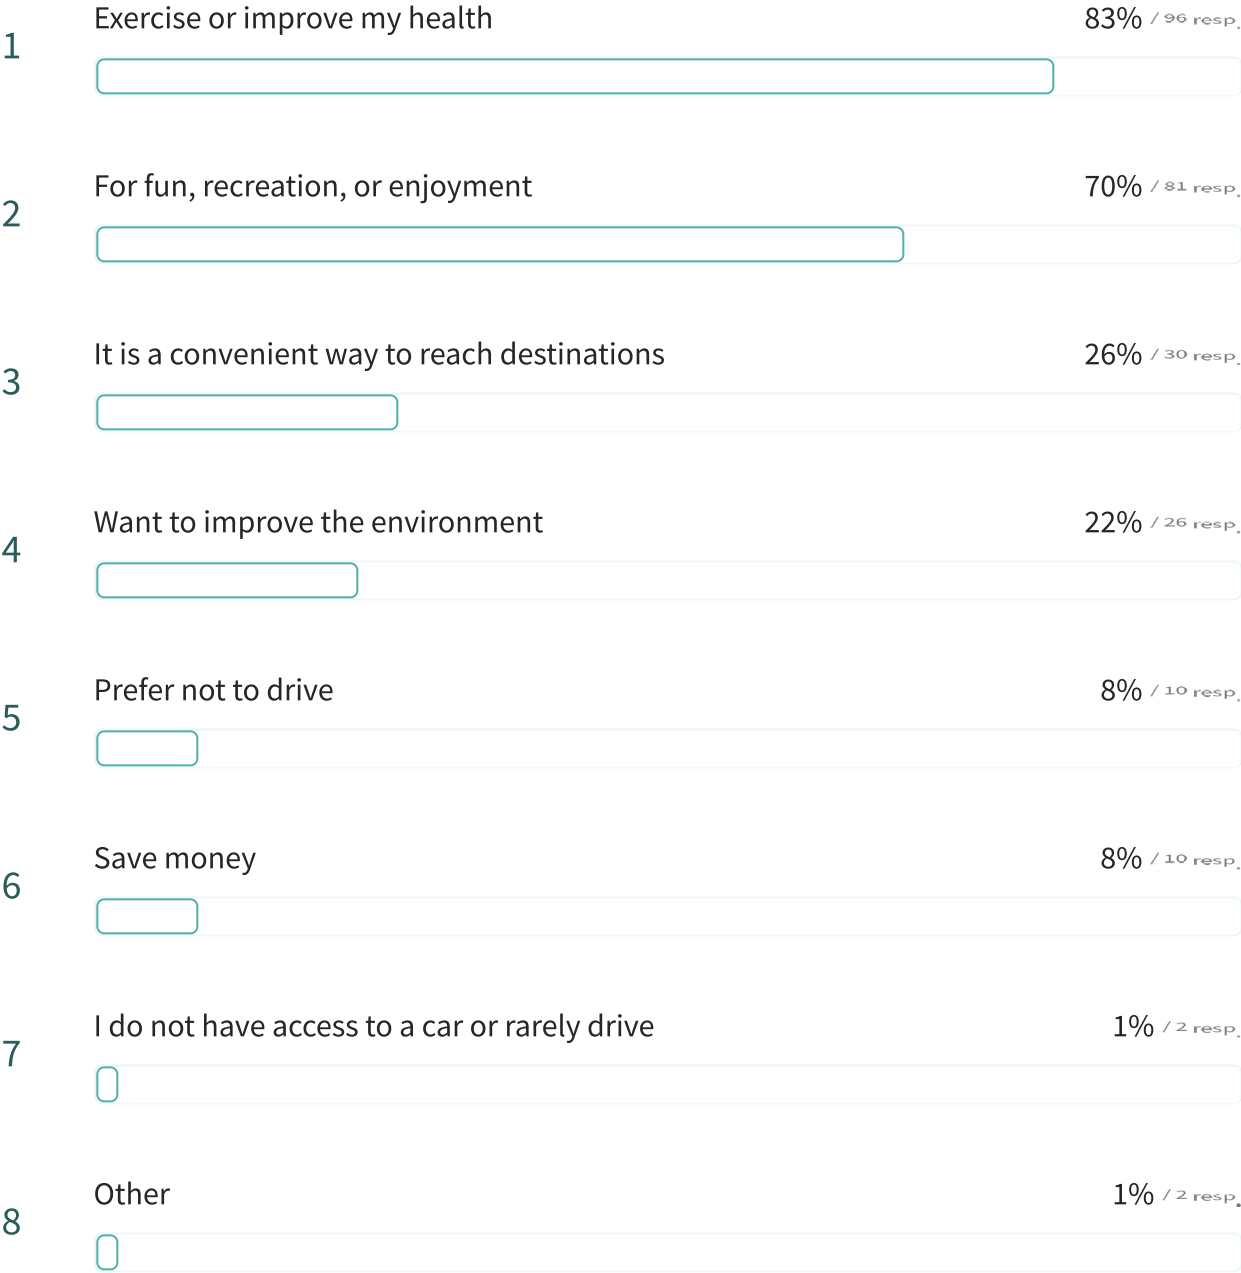 1
Exercise or improve my health 83% / 96 resp.
2
For fun, recreation, or enjoyment 70% / 81 resp.
3
It is a convenient way to reach destinations 26% / 30 resp.
4
Want to improve the environment 22% / 26 resp.
5
Prefer not to drive 8% / 10 resp.
6
Save money 8% / 10 resp.
7
I do not have access to a car or rarely drive 1% / 2 resp.
8
Other 1% / 2 resp.